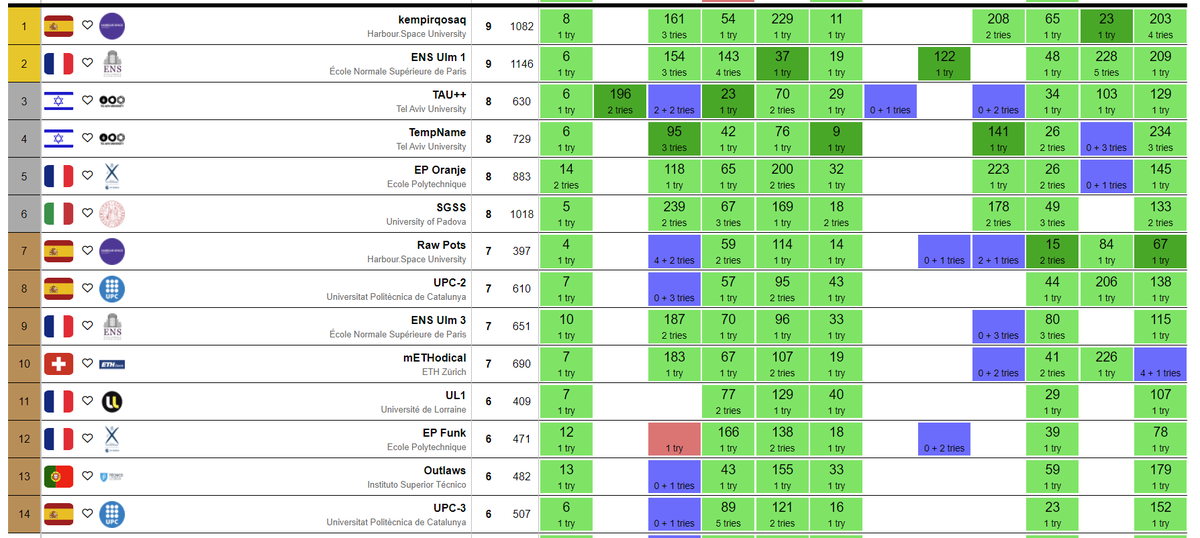 1 kempirqosaq 9 1082 8 161 54 229 11 208 65 23 203
Harbour.Space University 1 try 3 tries 1 try 1 try 1 try 2 tries 1 try 1 try 4 tries
2 ENS ENS Ulm 1 9 1146 6 154 143 37 19 122 48 228 209
École Normale Supérieure de Paris 1 try 3 tries 4 tries 1 try 1 try 1 try 1 try 5 tries 1 try
3 TAU++ 8 630 6 196 23 70 29 34 103 129
Tel Aviv University 1 try 2 tries 2 + 2 tries 1 try 2 tries 1 try 0 + 1 tries 0 + 2 tries 1 try 1 try 1 try
4 TempName 8 729 6 95 42 76 9 141 26 234
Tel Aviv University 1 try 3 tries 1 try 1 try 1 try 1 try 2 tries 0 + 3 tries 3 tries
5 EP Oranje 8 883 14 118 65 200 32 223 26 145
Ecole Polytechnique 2 tries 1 try 1 try 2 tries 1 try 1 try 2 tries 0 + 1 tries 1 try
6 SGSS 8 1018 5 239 67 169 18 178 49 133
University of Padova 1 try 2 tries 3 tries 1 try 2 tries 2 tries 3 tries 2 tries
7 Raw Pots 7 397 4 59 114 14 15 84 67
Harbour.Space University 1 try 4 + 2 tries 2 tries 1 try 1 try 0 + 1 tries 2 + 1 tries 2 tries 1 try 1 try
8 UPC UPC-2 7 610 7 57 95 43 44 206 138
Universitat Politècnica de Catalunya 1 try 0 + 3 tries 1 try 2 tries 1 try 1 try 1 try 1 try
9 ENS ENS Ulm 3 7 651 10 187 70 96 33 80 115
École Normale Supérieure de Paris 1 try 2 tries 1 try 1 try 1 try 0 + 3 tries 3 tries 1 try
10 ETH mETHodical 7 690 7 183 67 107 19 41 226
ETH Zürich 1 try 1 try 1 try 2 tries 1 try 0 + 2 tries 2 tries 1 try 4 + 1 tries
11 UL1 6 409 7 77 129 40 29 107
Université de Lorraine 1 try 2 tries 1 try 1 try 1 try 1 try
12 EP Funk 6 471 12 166 138 18 39 78
Ecole Polytechnique 1 try 1 try 1 try 2 tries 1 try 0 + 2 tries 1 try 1 try
13 Outlaws 6 482 13 43 155 33 59 179
Instituto Superior Técnico 1 try 0 + 1 tries 1 try 1 try 1 try 1 try 1 try
14 UPC UPC-3 6 507 6 89 121 16 23 152
Universitat Politècnica de Catalunya 1 try 0 + 1 tries 5 tries 2 tries 1 try 1 try 1 try